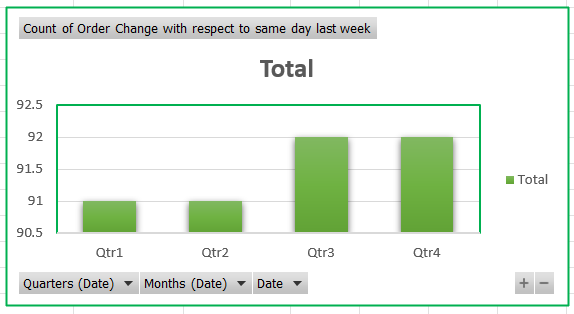 Count of Order Change with respect to same day last week
Total
92.5
92
91.5
91
90.5
Qtr1 Qtr2 Qtr3 Qtr4
Total
Quarters (Date) Months (Date) Date + −